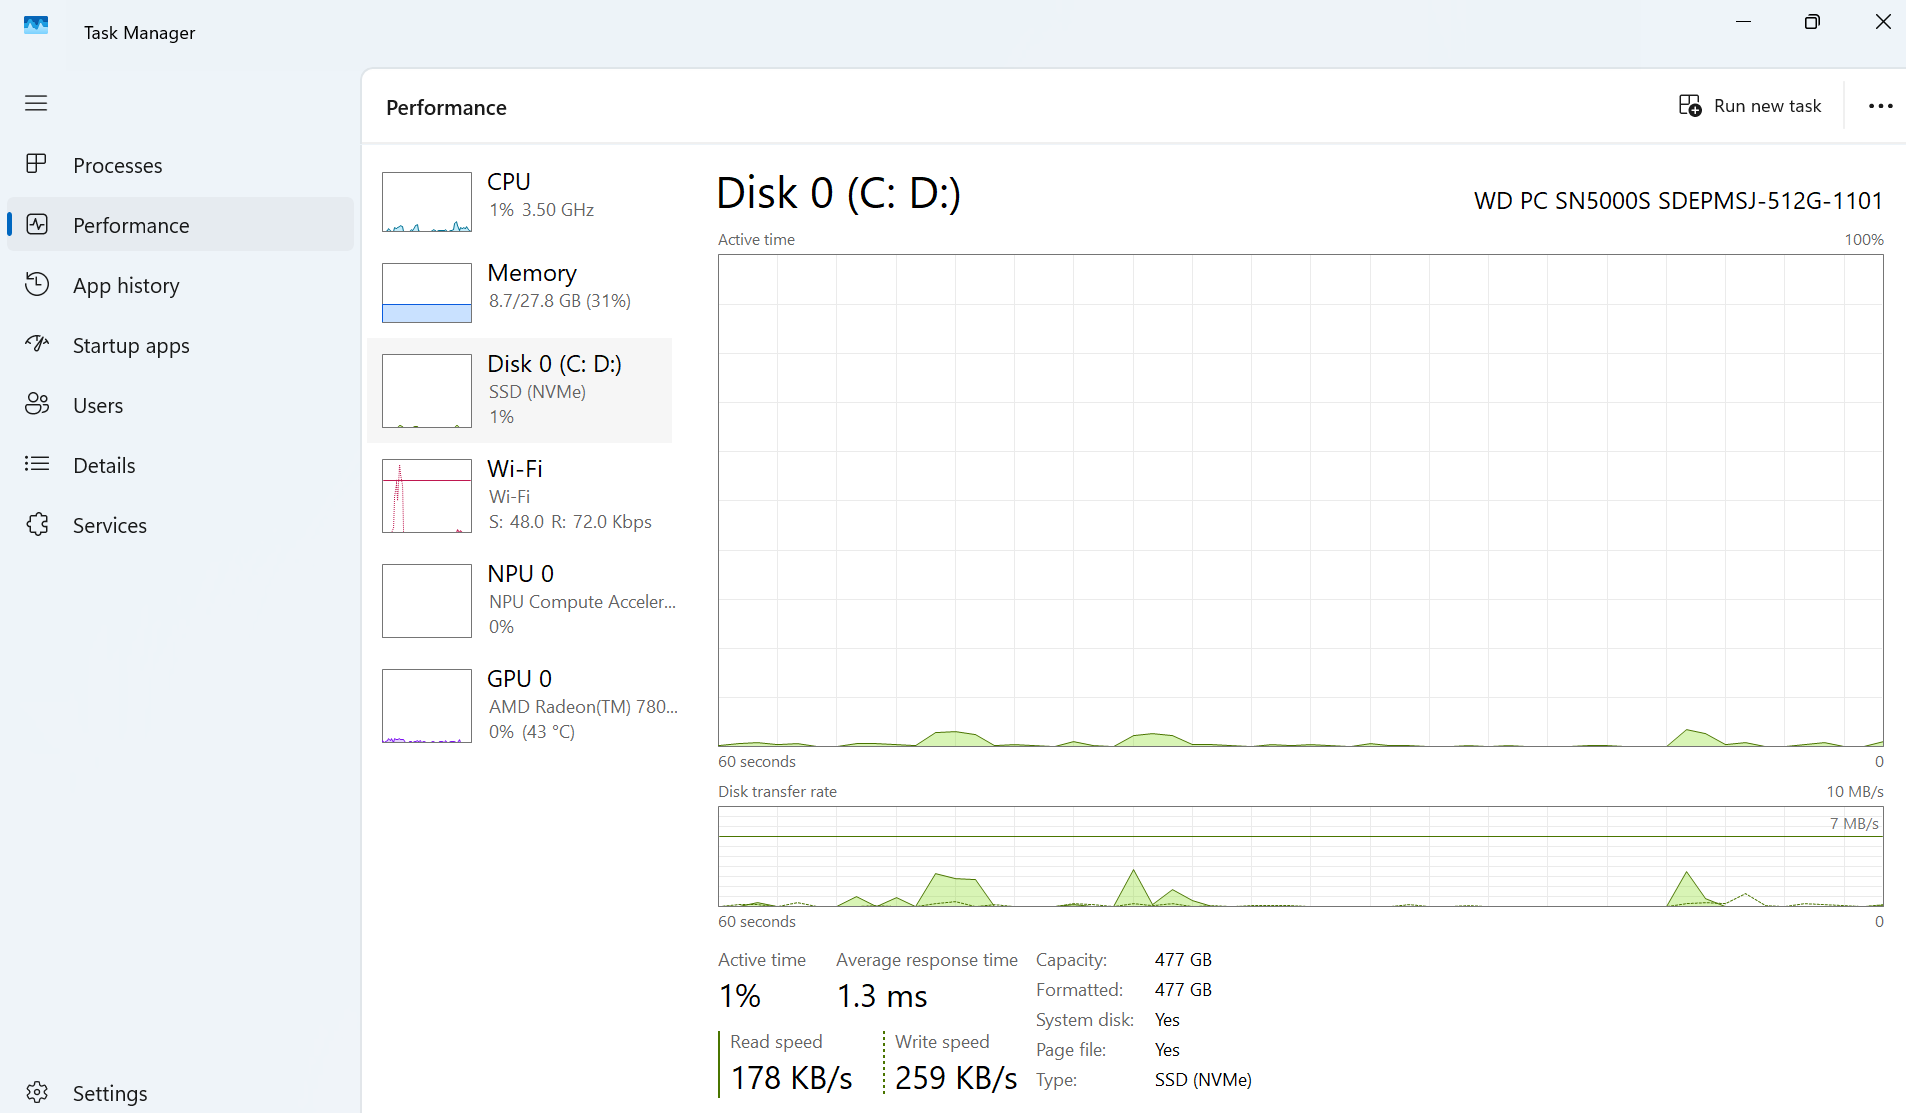 Task Manager
Processes
Performance
App history
Startup apps
Users
Details
Services
Settings
Performance
Run new task
CPU
1% 3.50 GHz
Memory
8.7/27.8 GB (31%)
Disk 0 (C: D:)
SSD (NVMe)
1%
Wi-Fi
Wi-Fi
S: 48.0 R: 72.0 Kbps
NPU 0
NPU Compute Acceler...
0%
GPU 0
AMD Radeon(TM) 780...
0% (43 °C)
Disk 0 (C: D:)
WD PC SN5000S SDEPMSJ-512G-1101
Active time
100%
60 seconds
0
Disk transfer rate
10 MB/s
7 MB/s
60 seconds
0
Active time
1%
Average response time
1.3 ms
Read speed
178 KB/s
Write speed
259 KB/s
Capacity: 477 GB
Formatted: 477 GB
System disk: Yes
Page file: Yes
Type: SSD (NVMe)